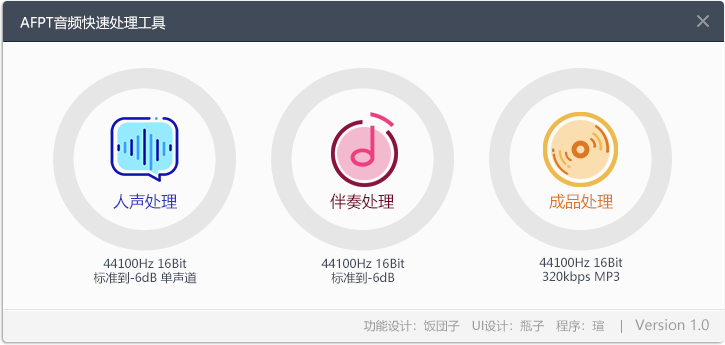 AFPT音频快速处理工具
人声处理
伴奏处理
成品处理
44100Hz 16Bit
标准到-6dB 单声道
44100Hz 16Bit
标准到-6dB
44100Hz 16Bit
320kbps MP3
功能设计：饭団子 UI设计：瓶子 程序：瑄 | Version 1.0